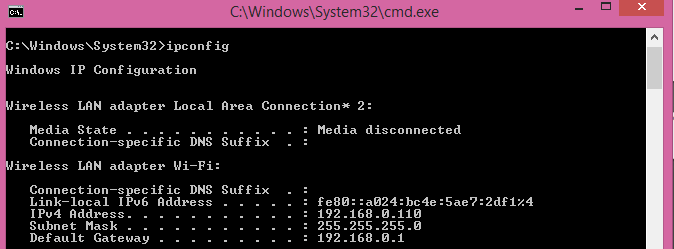 C:\Windows\System32\cmd.exe
C:\Windows\System32>ipconfig
Windows IP Configuration
Wireless LAN adapter Local Area Connection* 2:
Media State . . . . . . . . . . . : Media disconnected
Connection-specific DNS Suffix  . :
Wireless LAN adapter Wi-Fi:
Connection-specific DNS Suffix  . :
Link-local IPv6 Address . . . . . : fe80::a024:bc4e:5ae7:2df1%4
IPv4 Address. . . . . . . . . . . : 192.168.0.110
Subnet Mask . . . . . . . . . . . : 255.255.255.0
Default Gateway . . . . . . . . . : 192.168.0.1